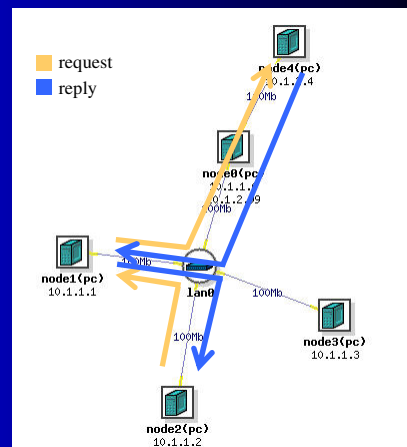 request
reply
node4(pc)
100Mb
node0(pc)
100Mb
node1(pc)
10.1.1.1
100Mb
lan0
100Mb
node3(pc)
10.1.1.3
100Mb
node2(pc)
10.1.1.2